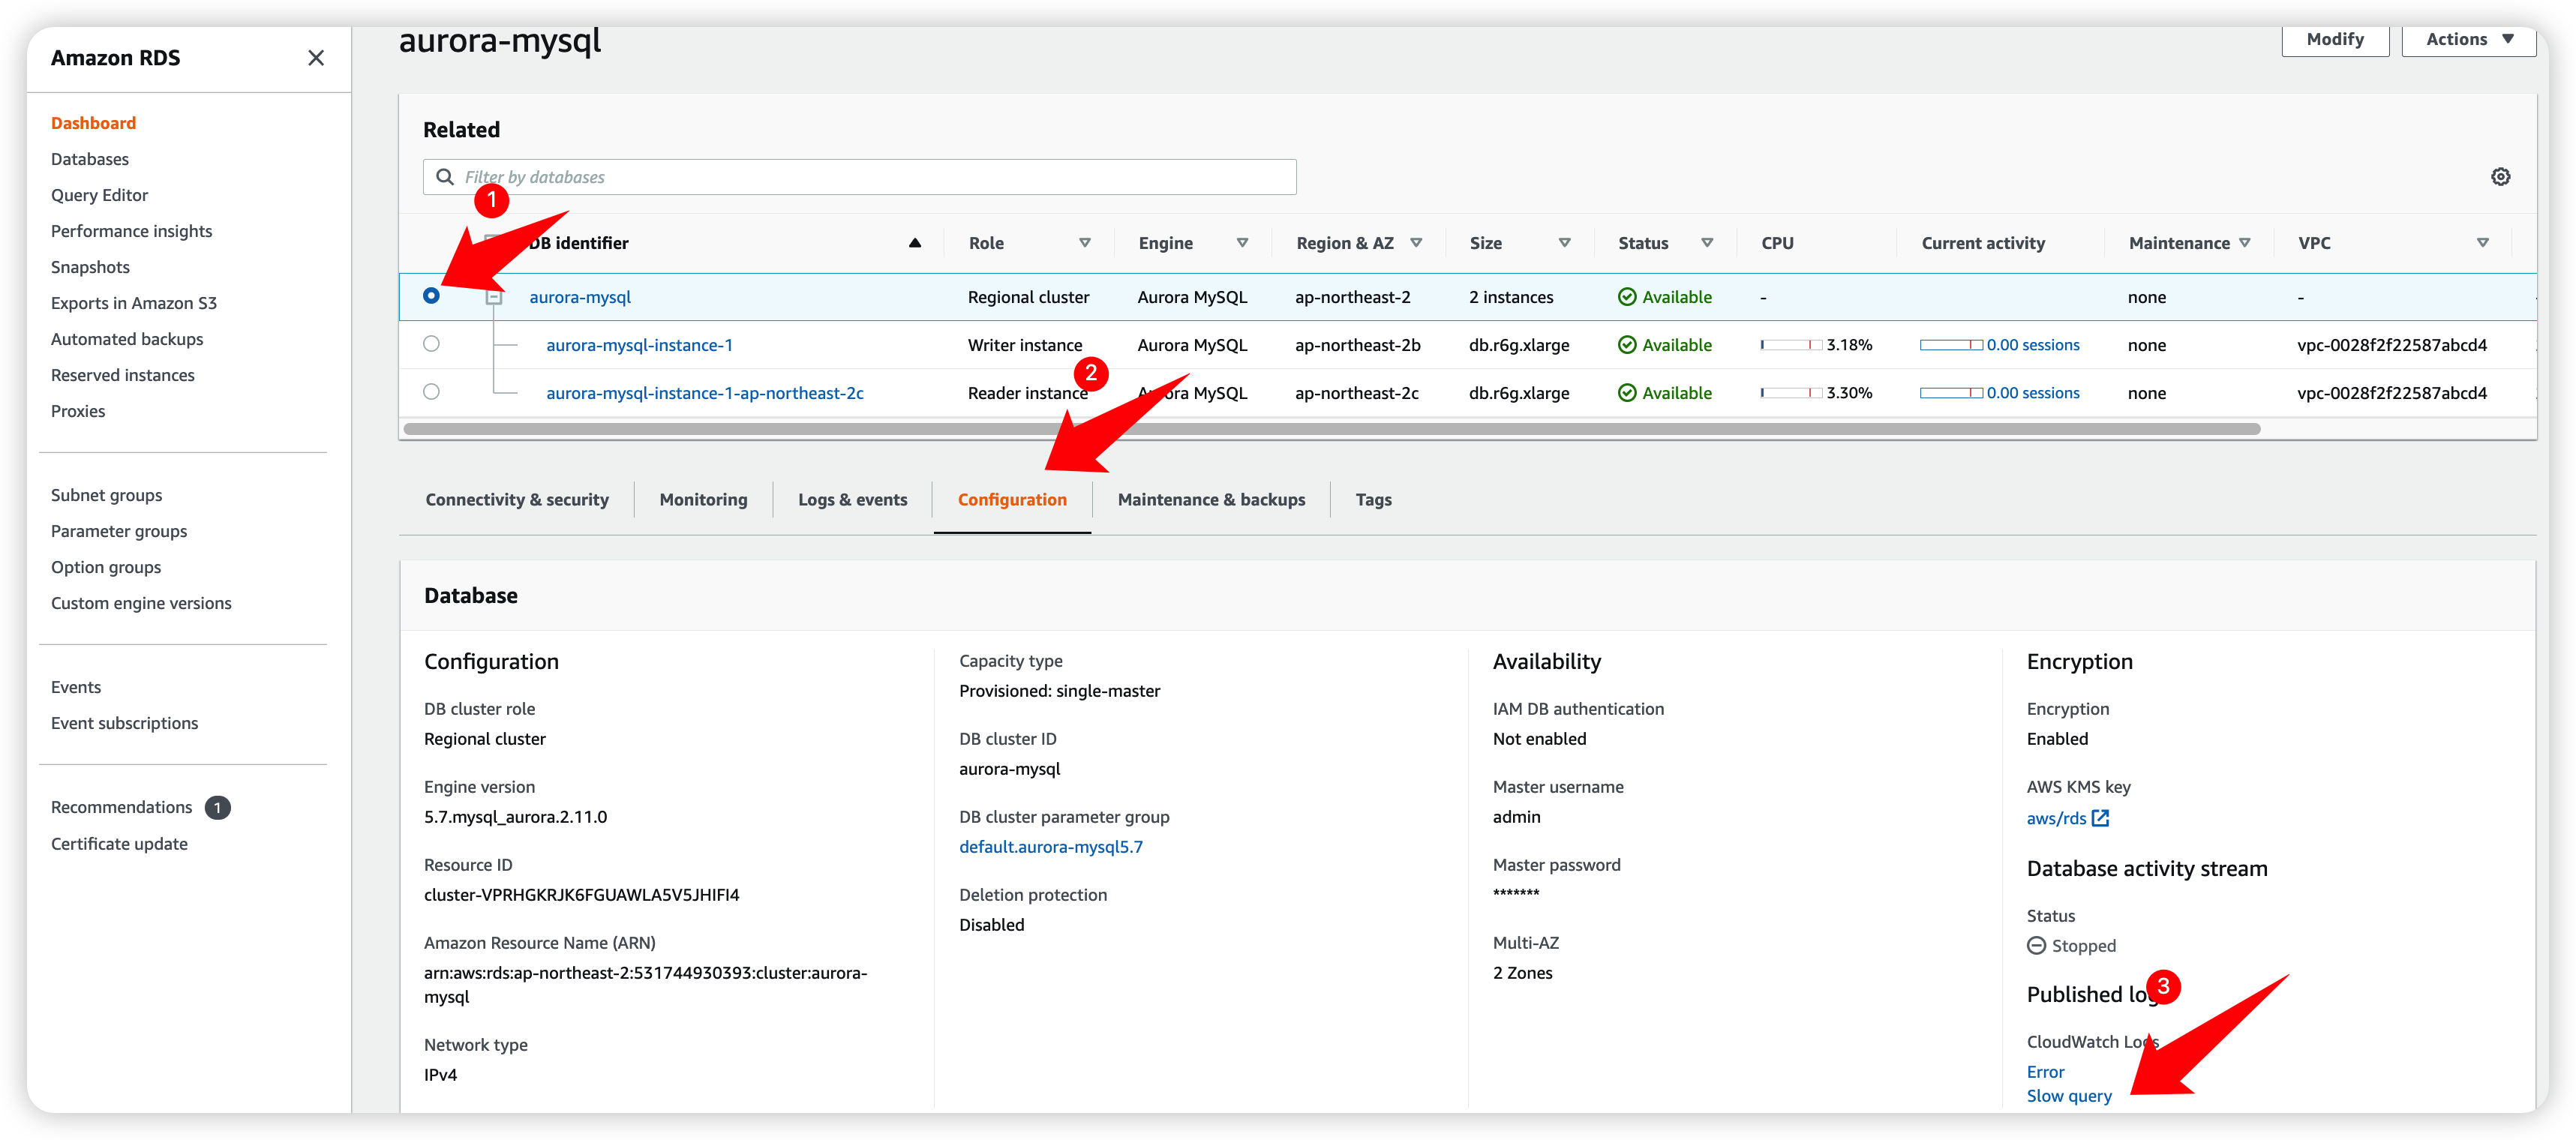 Amazon RDS
Dashboard
Databases
Query Editor
Performance insights
Snapshots
Exports in Amazon S3
Automated backups
Reserved instances
Proxies
Subnet groups
Parameter groups
Option groups
Custom engine versions
Events
Event subscriptions
Recommendations 1
Certificate update
aurora-mysql
Modify
Actions
Related
Filter by databases
1
DB identifier Role Engine Region & AZ Size Status CPU Current activity Maintenance VPC
aurora-mysql Regional cluster Aurora MySQL ap-northeast-2 2 instances Available - none -
aurora-mysql-instance-1 Writer instance Aurora MySQL ap-northeast-2b db.r6g.xlarge Available 3.18% 0.00 sessions none vpc-0028f2f22587abcd4
2
aurora-mysql-instance-1-ap-northeast-2c Reader instance Aurora MySQL ap-northeast-2c db.r6g.xlarge Available 3.30% 0.00 sessions none vpc-0028f2f22587abcd4
Connectivity & security Monitoring Logs & events Configuration Maintenance & backups Tags
Database
Configuration
DB cluster role
Regional cluster
Engine version
5.7.mysql_aurora.2.11.0
Resource ID
cluster-VPRHGKRJK6FGUAWLA5V5JHIFI4
Amazon Resource Name (ARN)
arn:aws:rds:ap-northeast-2:531744930393:cluster:aurora-
mysql
Network type
IPv4
Capacity type
Provisioned: single-master
DB cluster ID
aurora-mysql
DB cluster parameter group
default.aurora-mysql5.7
Deletion protection
Disabled
Availability
IAM DB authentication
Not enabled
Master username
admin
Master password
*******
Multi-AZ
2 Zones
Encryption
Encryption
Enabled
AWS KMS key
aws/rds
Database activity stream
Status
Stopped
Published log
3
CloudWatch Logs
Error
Slow query